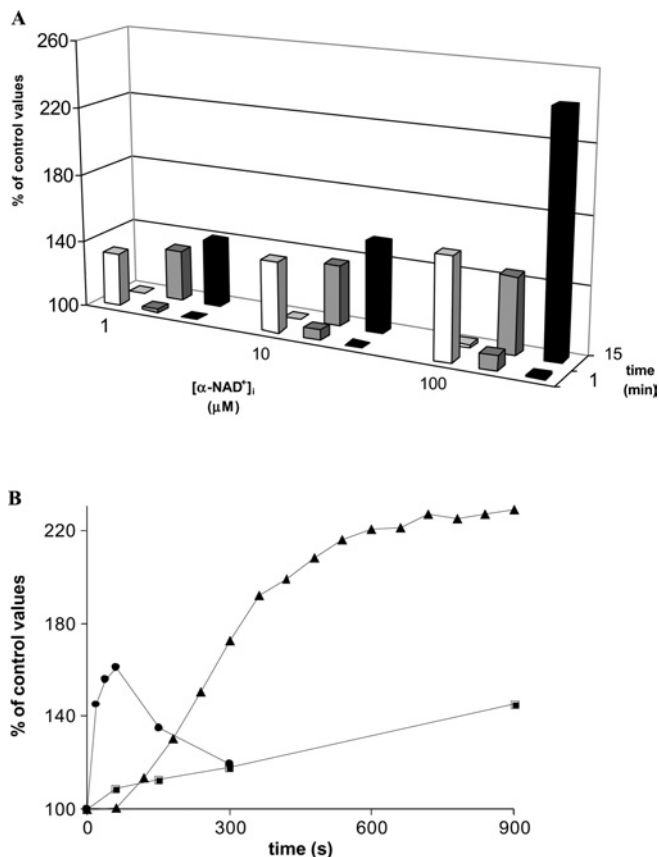 A
260
220
180
140
100
% of control values
1
10
100
[α-NAD⁺]ᵢ
(μM)
15
1
time
(min)
B
220
180
140
100
% of control values
0
300
600
900
time (s)